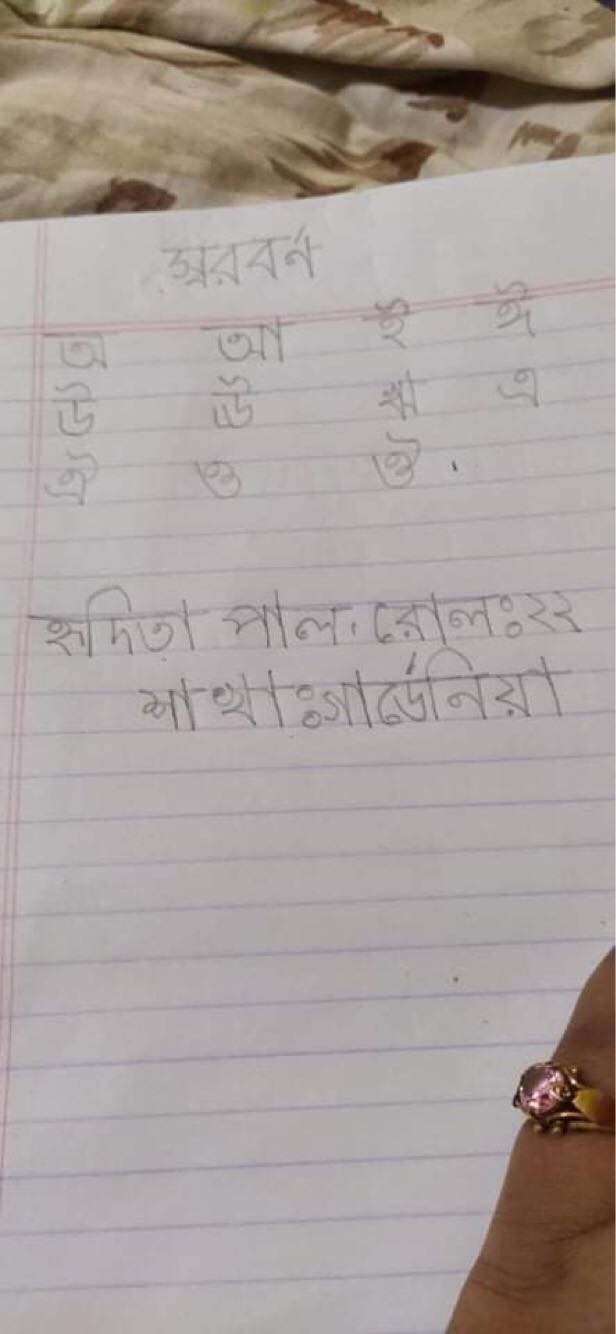 স্বরবর্ন
অ আ ই ঈ
উ ঊ ঋ এ
ঐ ও ঔ .
রুদিতা পাল. রোলঃ২২
শাখাঃগার্ডেনিয়া